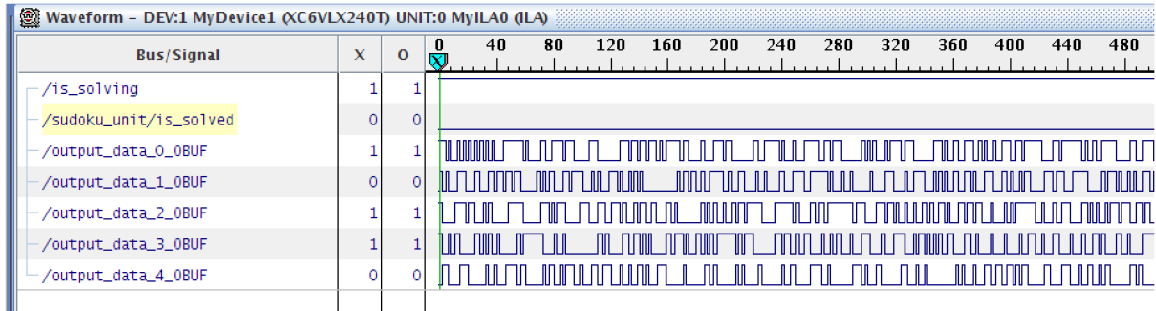 Waveform - DEV:1 MyDevice1 (XC6VLX240T) UNIT:0 MyILA0 (ILA)
Bus/Signal X O 0 40 80 120 160 200 240 280 320 360 400 440 480
X
/is_solving 1 1
/sudoku_unit/is_solved 0 0
/output_data_0_OBUF 1 1
/output_data_1_OBUF 0 0
/output_data_2_OBUF 1 1
/output_data_3_OBUF 1 1
/output_data_4_OBUF 0 0